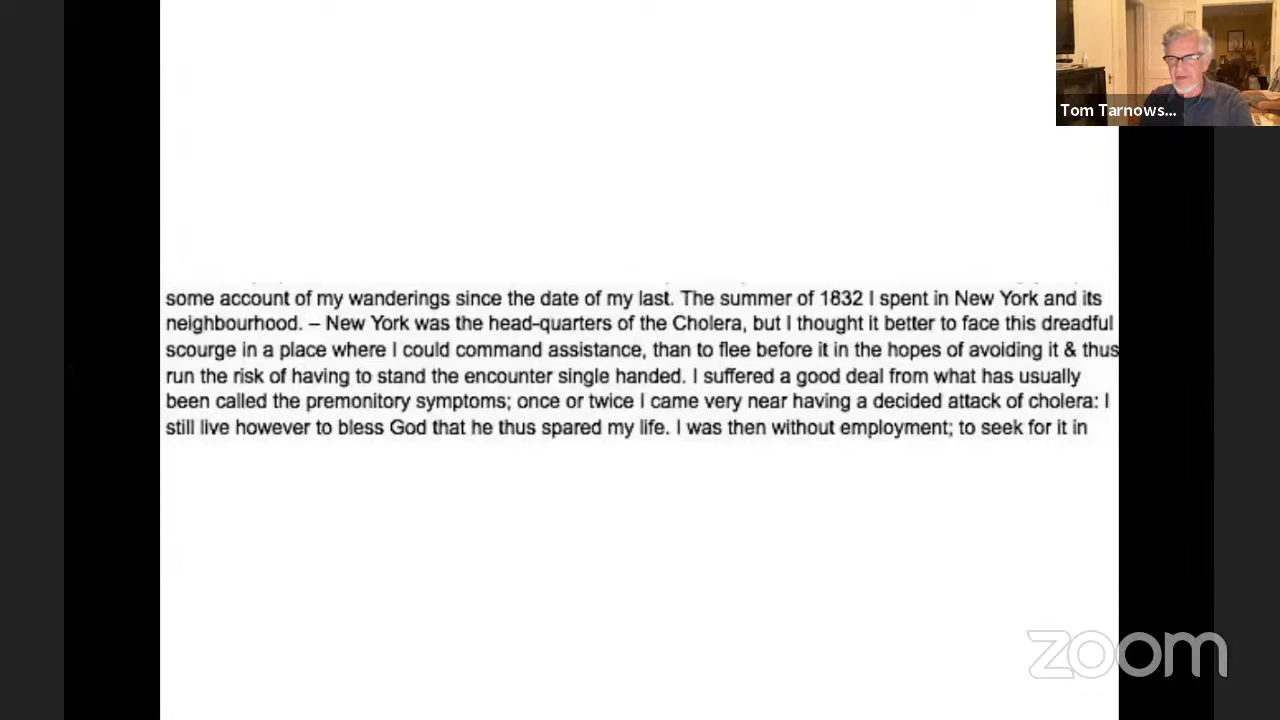 Tom Tarnows...
some account of my wanderings since the date of my last. The summer of 1832 I spent in New York and its
neighbourhood. – New York was the head-quarters of the Cholera, but I thought it better to face this dreadful
scourge in a place where I could command assistance, than to flee before it in the hopes of avoiding it & thus
run the risk of having to stand the encounter single handed. I suffered a good deal from what has usually
been called the premonitory symptoms; once or twice I came very near having a decided attack of cholera: I
still live however to bless God that he thus spared my life. I was then without employment; to seek for it in
zoom